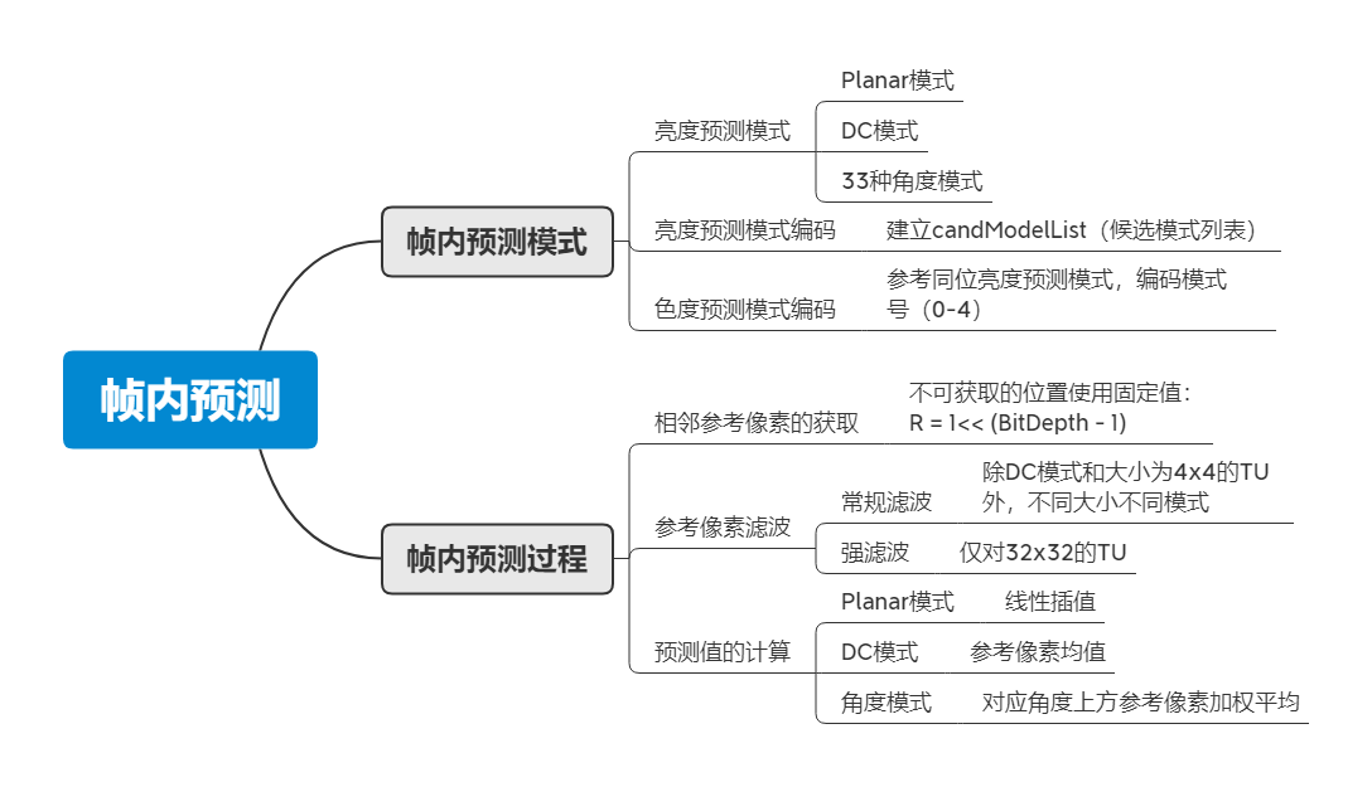 帧内预测
帧内预测模式
亮度预测模式
Planar模式
DC模式
33种角度模式
亮度预测模式编码
建立candModelList（候选模式列表）
色度预测模式编码
参考同位亮度预测模式，编码模式
号（0-4）
帧内预测过程
相邻参考像素的获取
不可获取的位置使用固定值：
R = 1<< (BitDepth - 1)
参考像素滤波
常规滤波
除DC模式和大小为4x4的TU
外，不同大小不同模式
强滤波
仅对32x32的TU
预测值的计算
Planar模式
线性插值
DC模式
参考像素均值
角度模式
对应角度上方参考像素加权平均